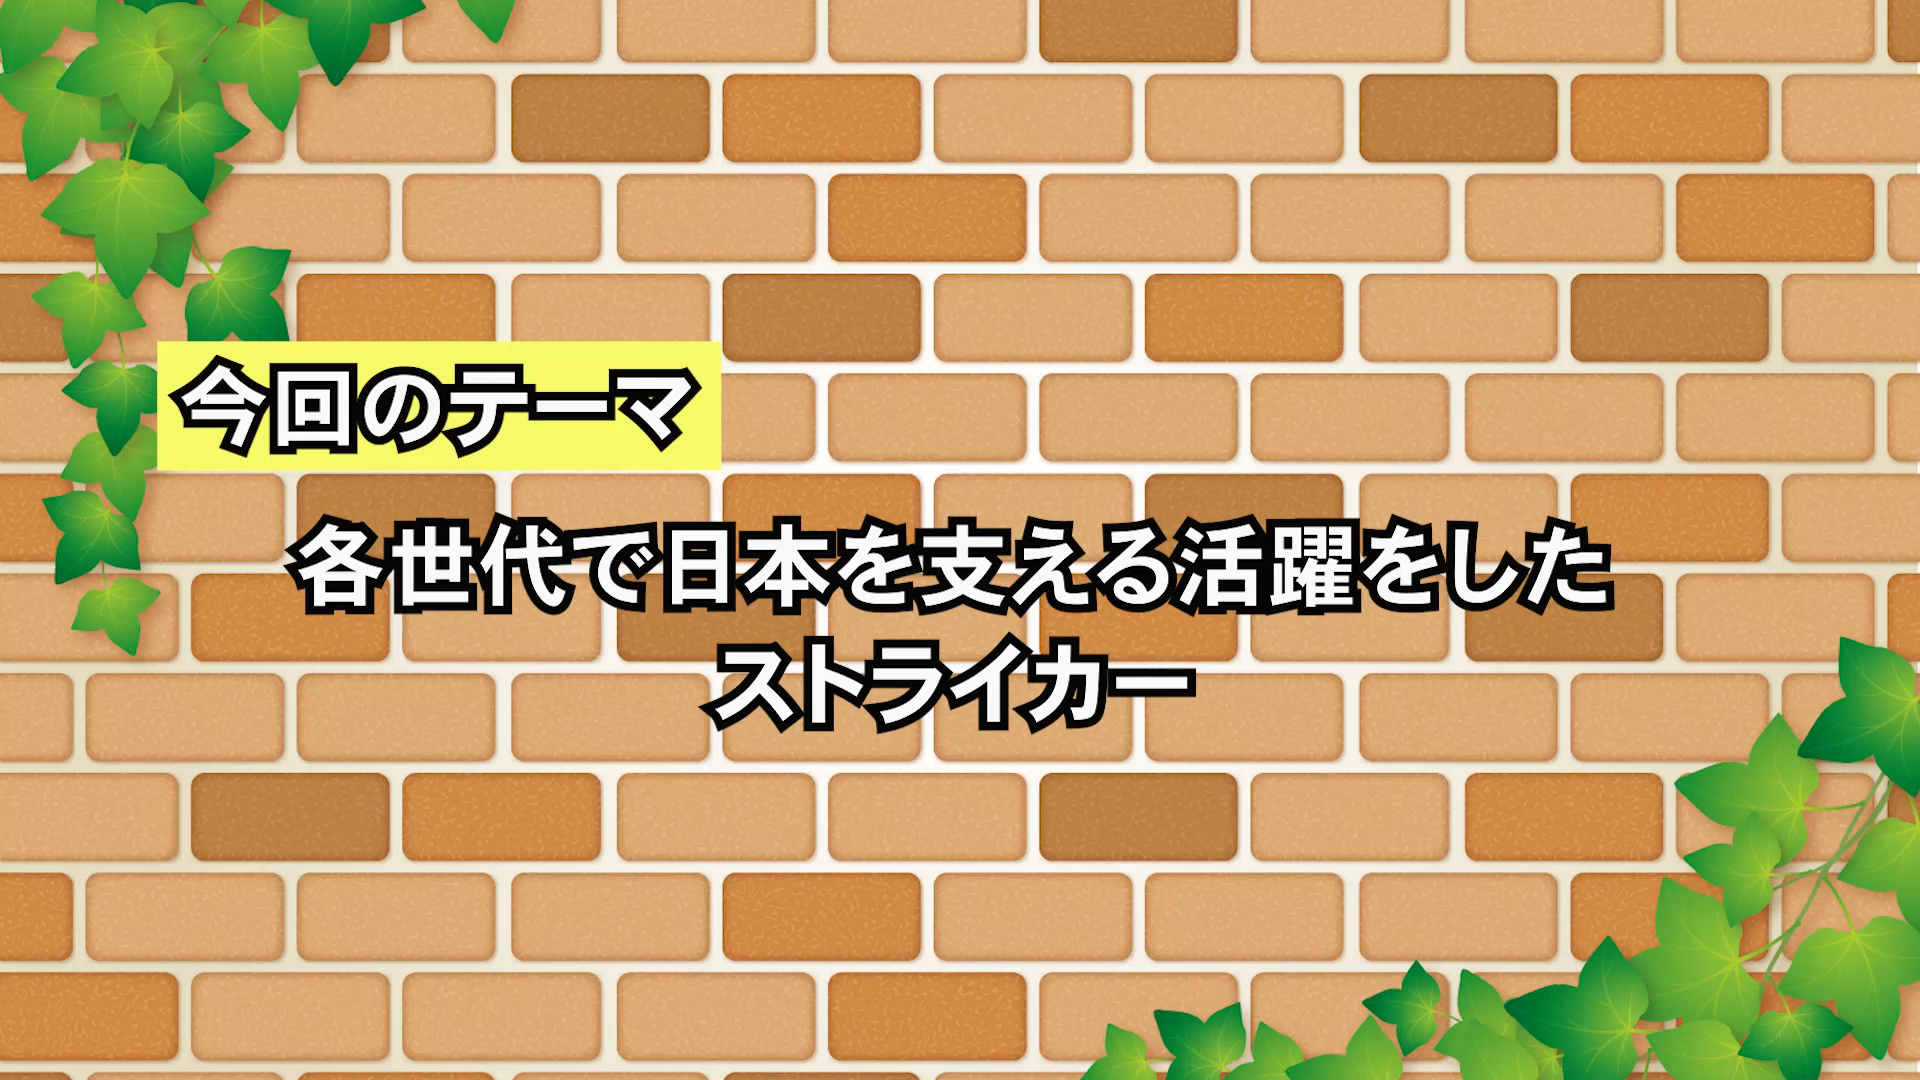 今回のテーマ
各世代で日本を支える活躍をした
ストライカー